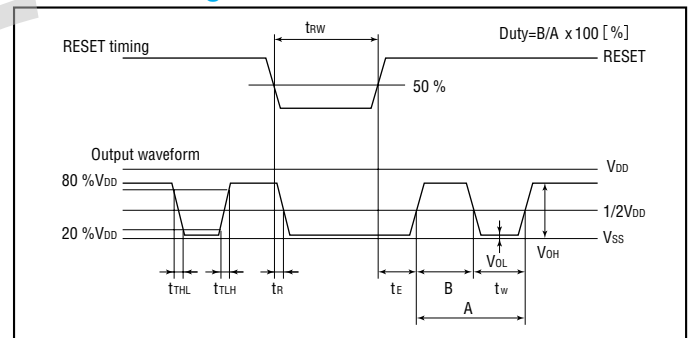 tRW
Duty=B/A x100 [%]
RESET timing
RESET
50 %
Output waveform
VDD
80 %VDD
1/2VDD
20 %VDD
VSS
VOL
VOH
tTHL
tTLH
tR
tE
B
tw
A